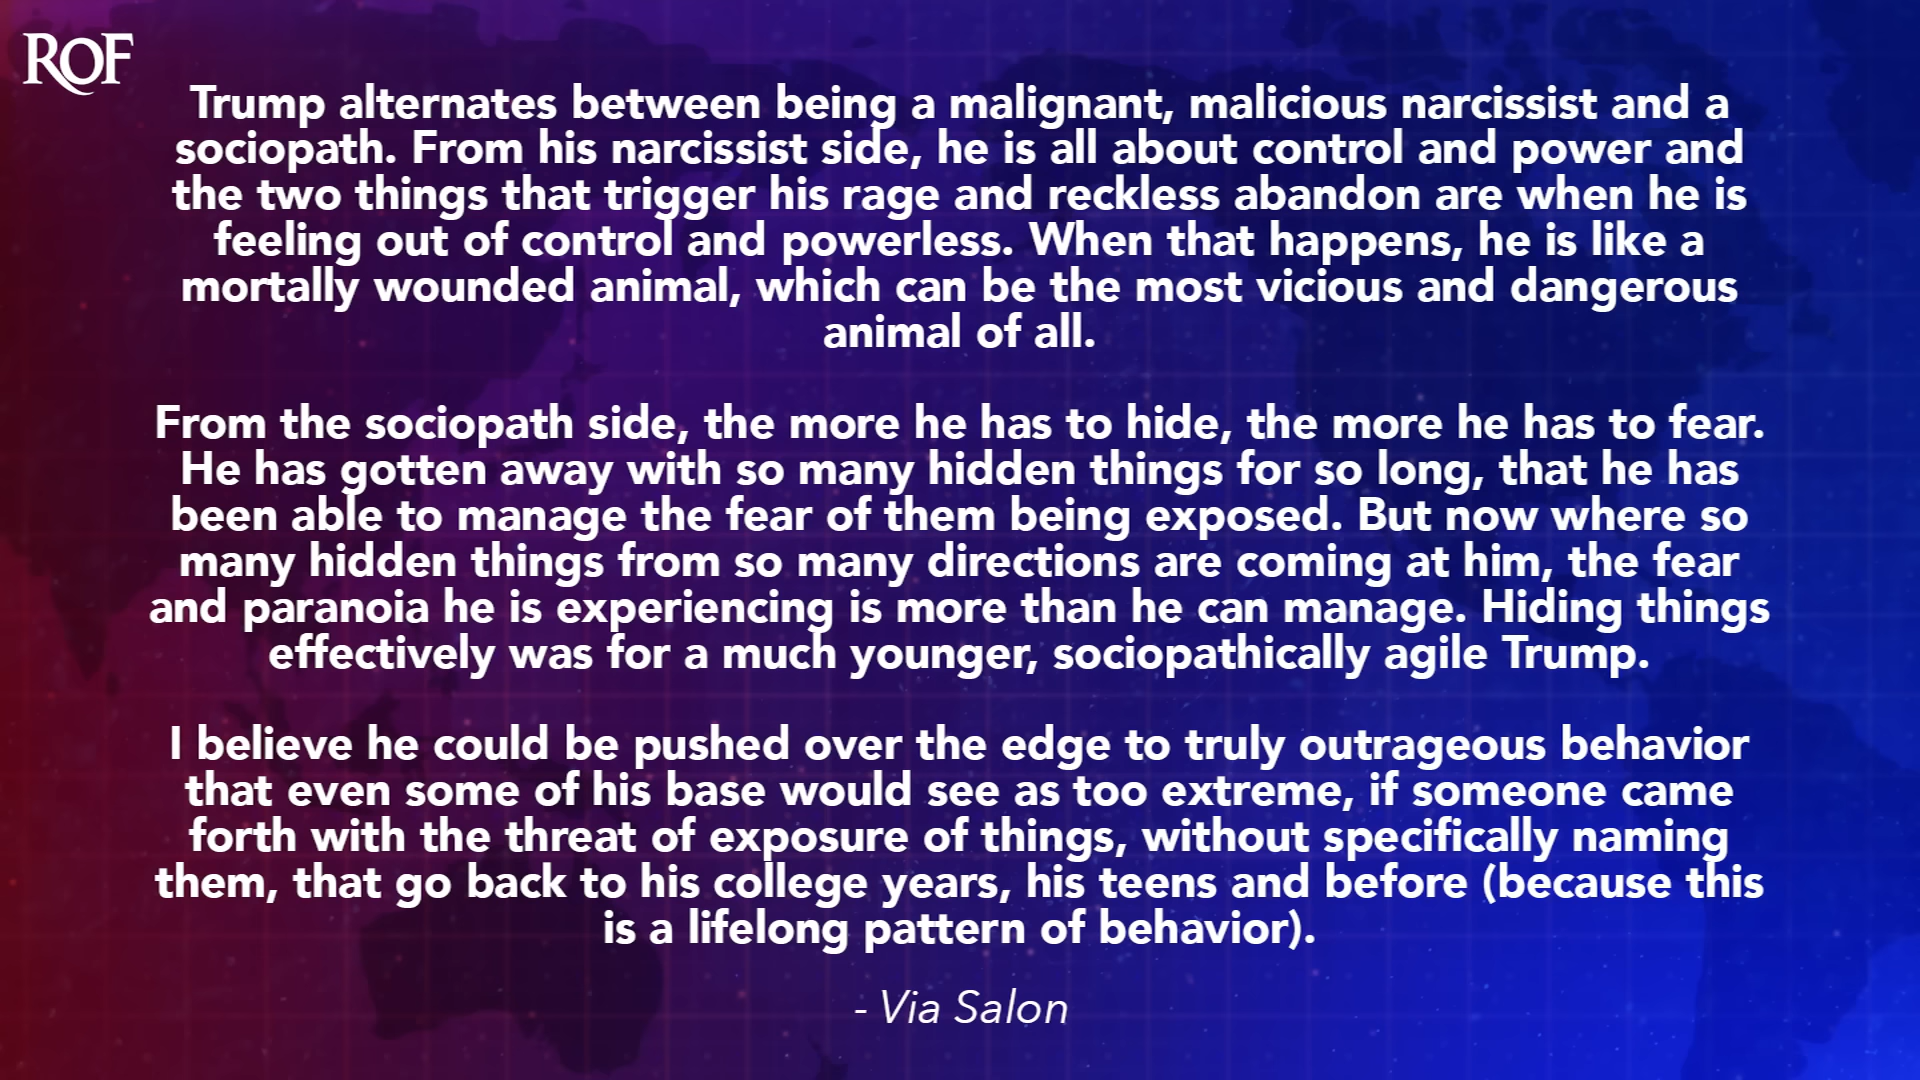 ROF
Trump alternates between being a malignant, malicious narcissist and a
sociopath. From his narcissist side, he is all about control and power and
the two things that trigger his rage and reckless abandon are when he is
feeling out of control and powerless. When that happens, he is like a
mortally wounded animal, which can be the most vicious and dangerous
animal of all.
From the sociopath side, the more he has to hide, the more he has to fear.
He has gotten away with so many hidden things for so long, that he has
been able to manage the fear of them being exposed. But now where so
many hidden things from so many directions are coming at him, the fear
and paranoia he is experiencing is more than he can manage. Hiding things
effectively was for a much younger, sociopathically agile Trump.
I believe he could be pushed over the edge to truly outrageous behavior
that even some of his base would see as too extreme, if someone came
forth with the threat of exposure of things, without specifically naming
them, that go back to his college years, his teens and before (because this
is a lifelong pattern of behavior).
- Via Salon